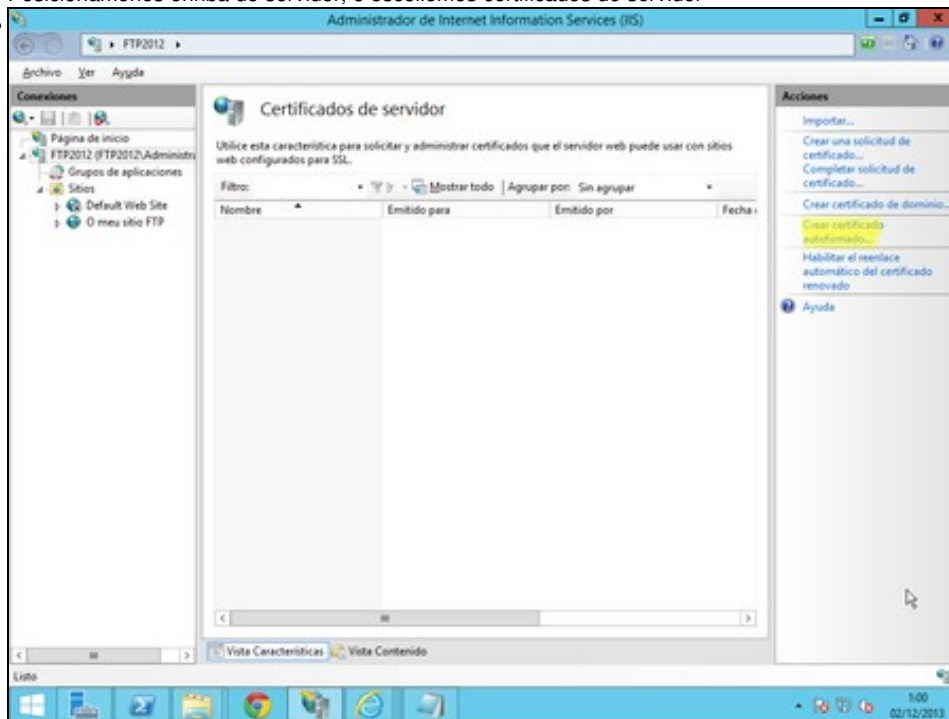 Administrador de Internet Information Services (IIS)
FTP2012
Archivo Ver Ayuda
Conexiones
Página de inicio
FTP2012 (FTP2012\Administr
Grupos de aplicaciones
Sitios
Default Web Site
O meu sitio FTP
Certificados de servidor
Utilice esta característica para solicitar y administrar certificados que el servidor web puede usar con sitios
web configurados para SSL.
Filtro: Mostrar todo Agrupar por: Sin agrupar
Nombre Emitido para Emitido por Fecha
Vista Características Vista Contenido
Acciones
Importar...
Crear una solicitud de
certificado...
Completar solicitud de
certificado...
Crear certificado de dominio..
Crear certificado
autofirmado...
Habilitar el reenlace
automático del certificado
renovado
Ayuda
Listo
1:00
02/12/2013